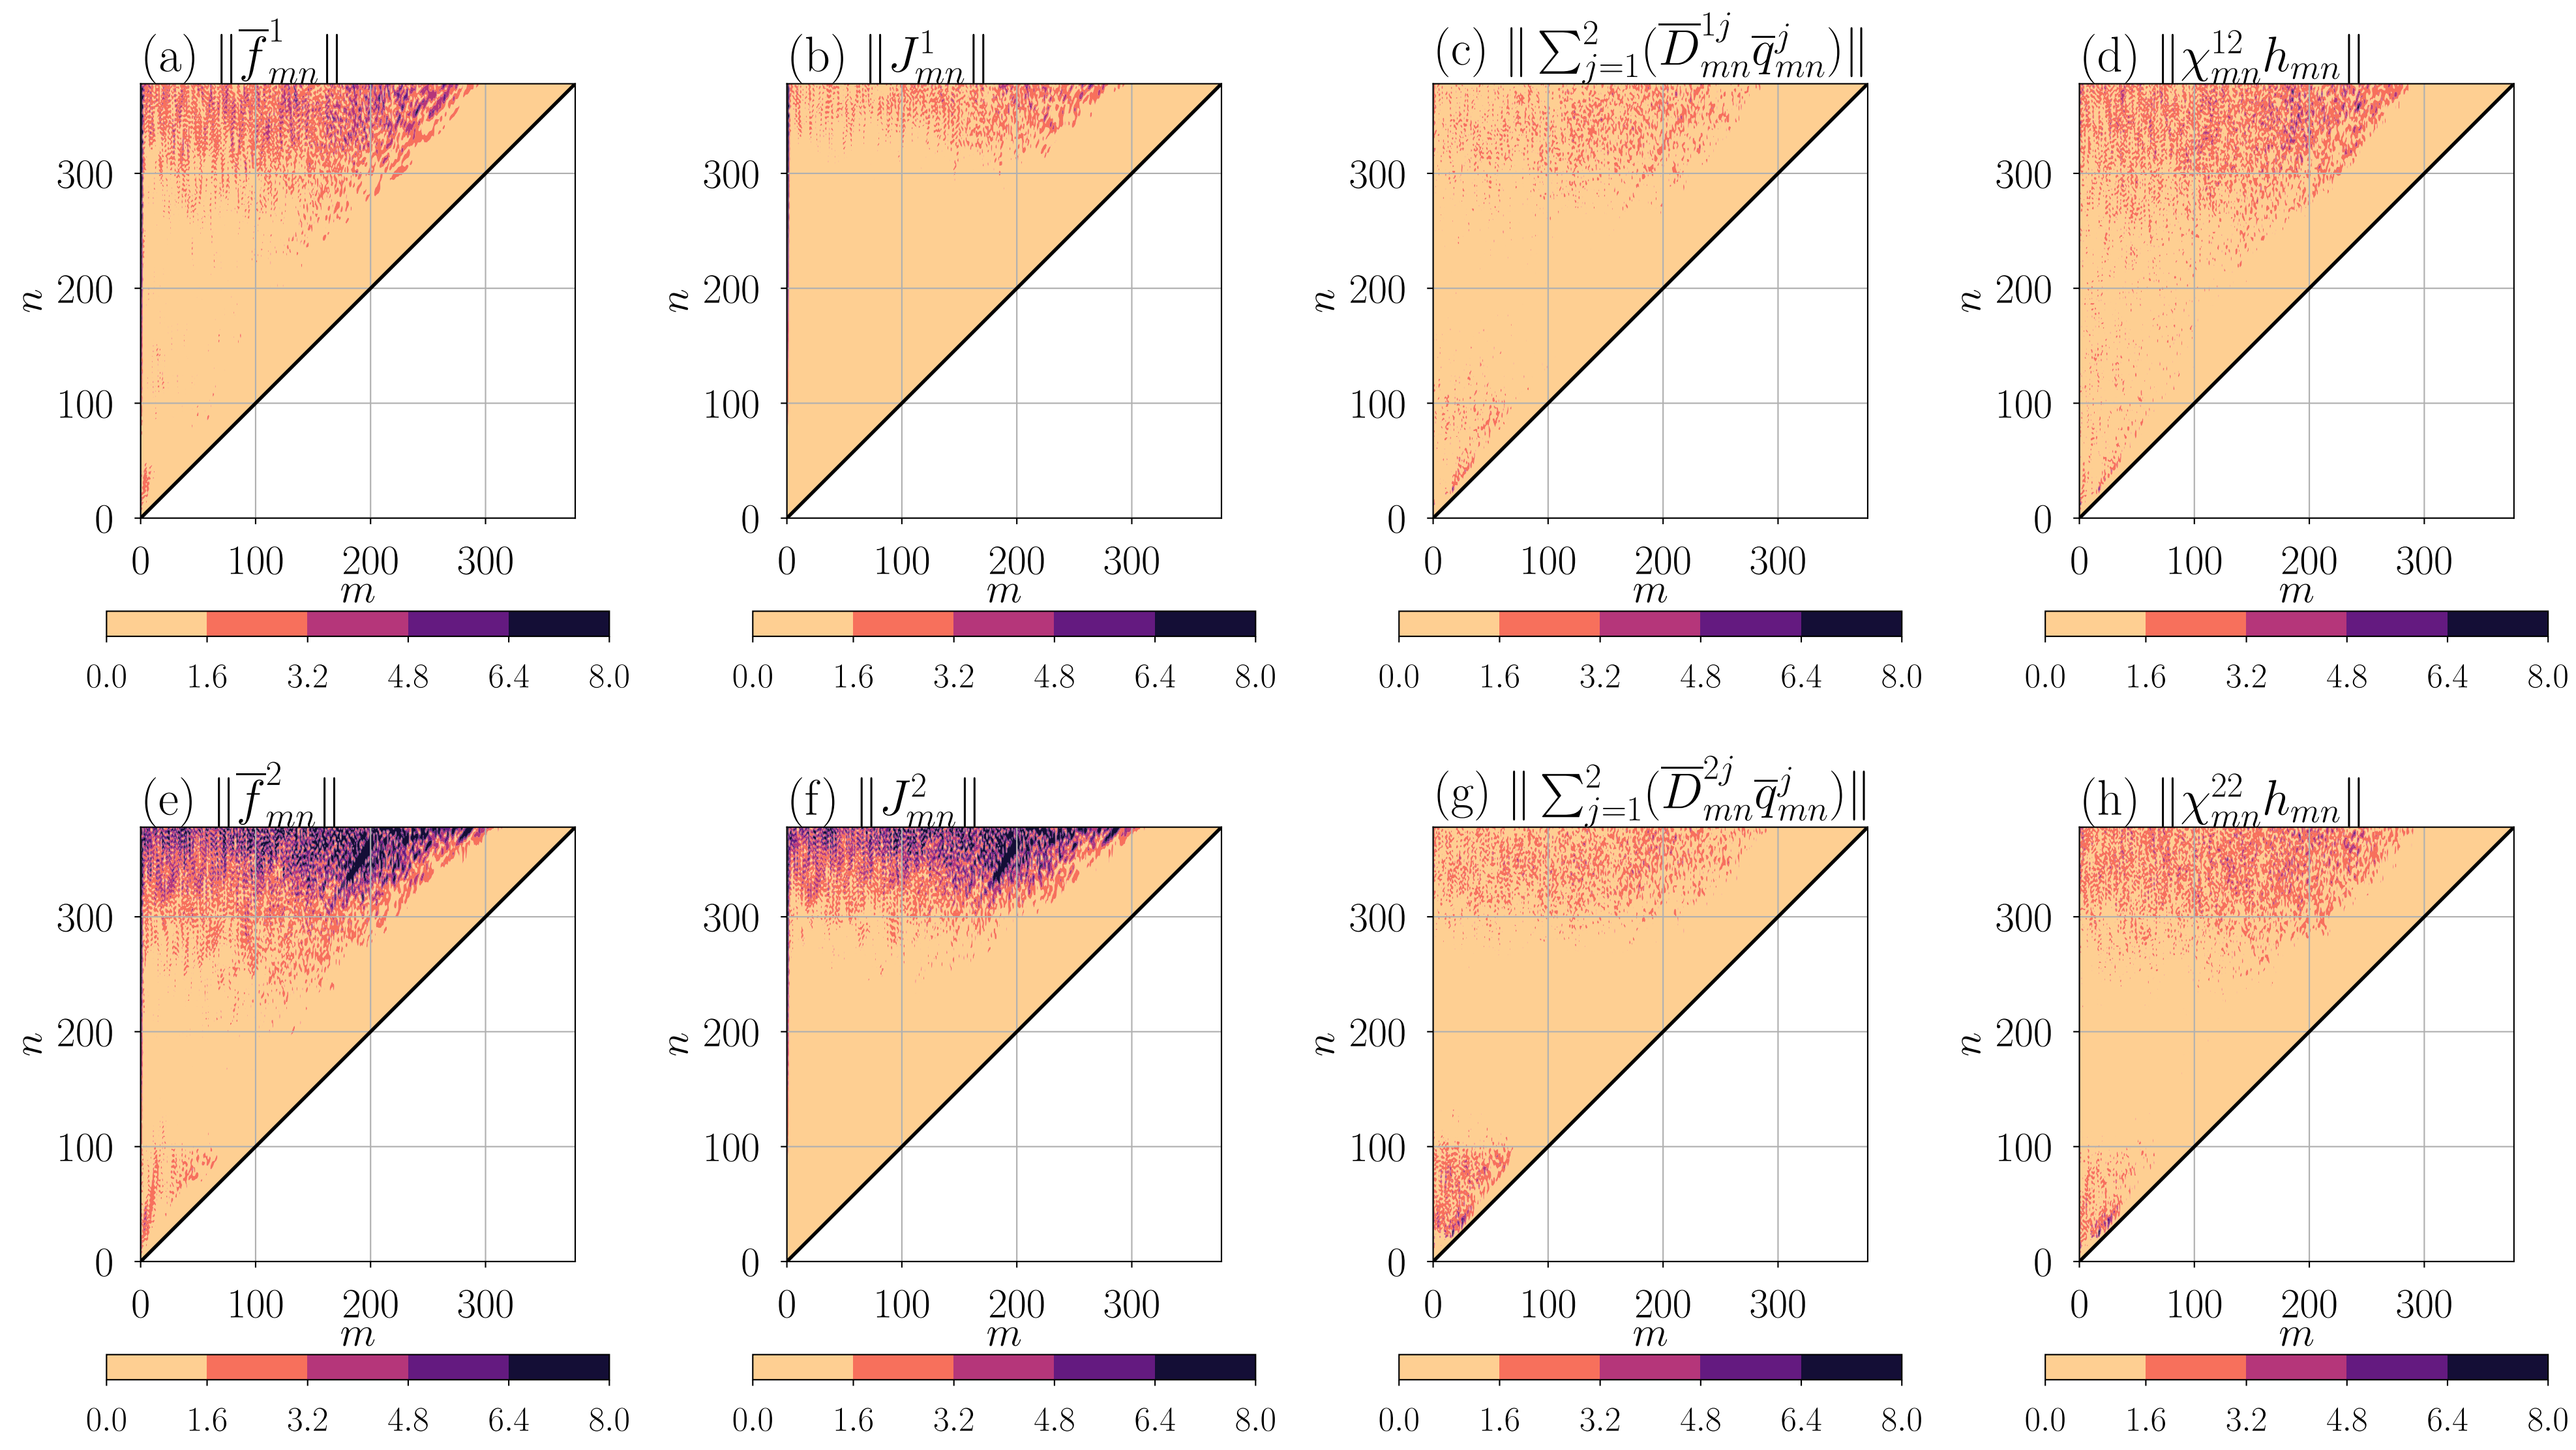 (a) ‖f̅¹ₘₙ‖ (b) ‖J¹ₘₙ‖ (c) ‖ ∑²ⱼ₌₁(D̅¹ʲₘₙ q̅ʲₘₙ)‖ (d) ‖χ¹²ₘₙhₘₙ‖
300 300 300 300
200 200 200 200
n n n n
100 100 100 100
0 0 0 0
0 100 200 300 0 100 200 300 0 100 200 300 0 100 200 300
m m m m
0.0 1.6 3.2 4.8 6.4 8.0 0.0 1.6 3.2 4.8 6.4 8.0 0.0 1.6 3.2 4.8 6.4 8.0 0.0 1.6 3.2 4.8 6.4 8.0
(e) ‖f̅²ₘₙ‖ (f) ‖J²ₘₙ‖ (g) ‖ ∑²ⱼ₌₁(D̅²ʲₘₙ q̅ʲₘₙ)‖ (h) ‖χ²²ₘₙhₘₙ‖
300 300 300 300
200 200 200 200
n n n n
100 100 100 100
0 0 0 0
0 100 200 300 0 100 200 300 0 100 200 300 0 100 200 300
m m m m
0.0 1.6 3.2 4.8 6.4 8.0 0.0 1.6 3.2 4.8 6.4 8.0 0.0 1.6 3.2 4.8 6.4 8.0 0.0 1.6 3.2 4.8 6.4 8.0